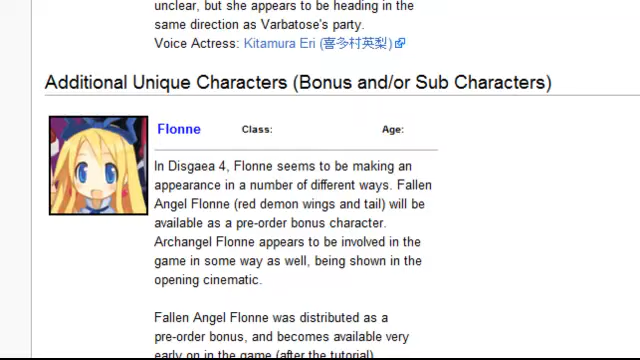 unclear, but she appears to be heading in the
same direction as Varbatose's party.
Voice Actress: Kitamura Eri (喜多村英梨)
Additional Unique Characters (Bonus and/or Sub Characters)
Flonne Class: Age:
In Disgaea 4, Flonne seems to be making an
appearance in a number of different ways. Fallen
Angel Flonne (red demon wings and tail) will be
available as a pre-order bonus character.
Archangel Flonne appears to be involved in the
game in some way as well, being shown in the
opening cinematic.
Fallen Angel Flonne was distributed as a
pre-order bonus, and becomes available very
early on in the game (after the tutorial).